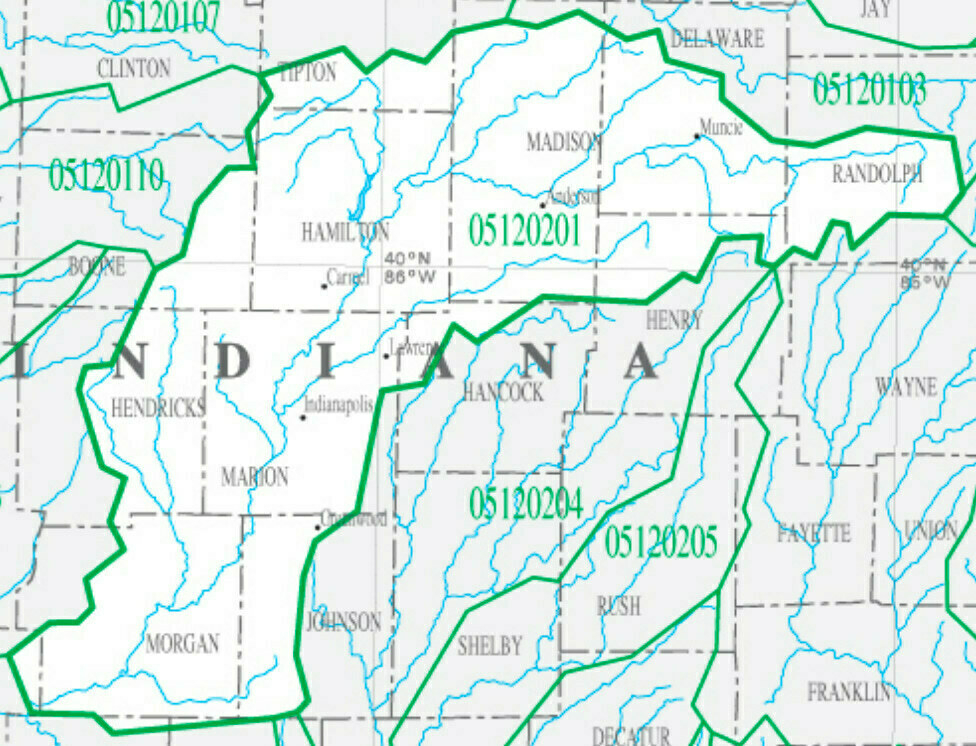 05120107
JAY
DELAWARE
CLINTON
TIPTON
05120103
Muncie
MADISON
05120110
RANDOLPH
Anderson
HAMILTON
05120201
40°N
86°W
BOONE
40°N
85°W
Carmel
HENRY
INDIANA
Lawrence
HENDRICKS
Indianapolis
HANCOCK
WAYNE
MARION
05120204
Greenwood
05120205
FAYETTE
UNION
RUSH
JOHNSON
MORGAN
SHELBY
FRANKLIN
DECATUR